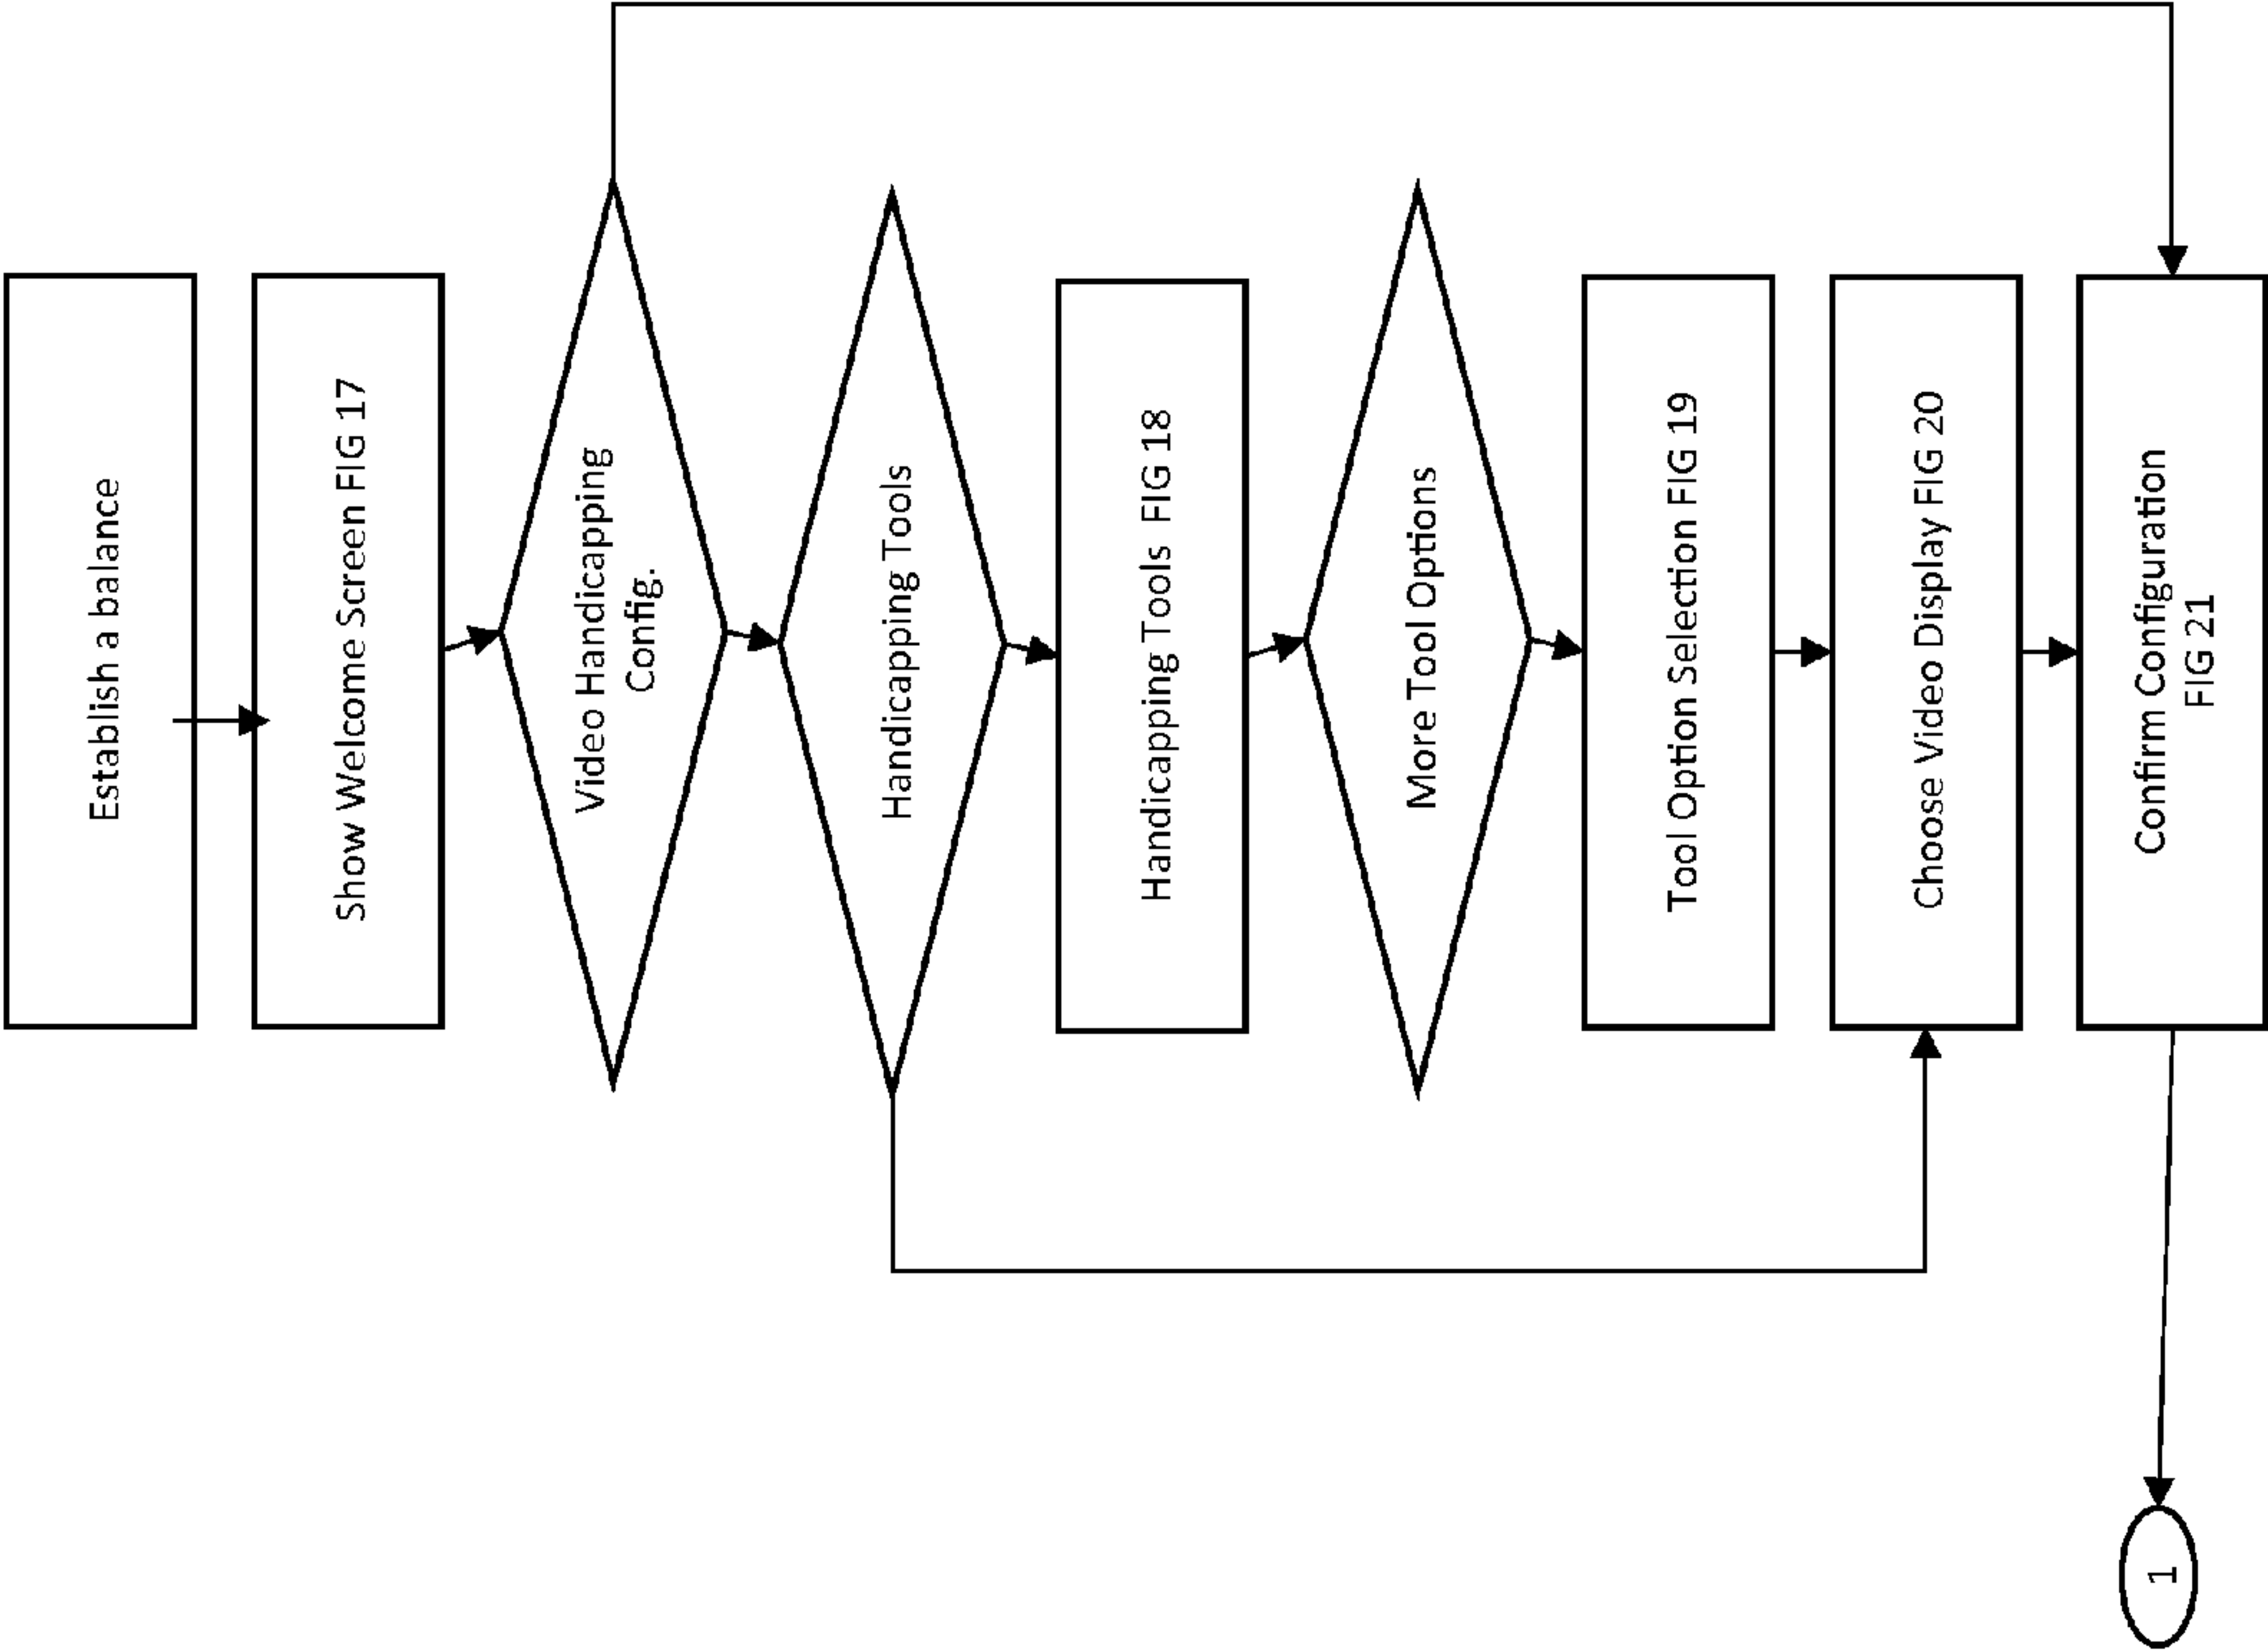 Establish a balance
Show Welcome Screen FIG 17
Video Handicapping
Config.
Handicapping Tools
Handicapping Tools FIG 18
More Tool Options
Tool Option Selection FIG 19
Choose Video Display FIG 20
Confirm Configuration
FIG 21
1